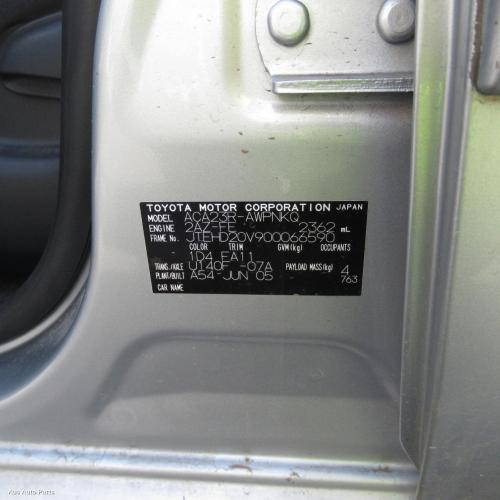 TOYOTA MOTOR CORPORATION JAPAN
MODEL ACA23R-AWPNKQ
ENGINE 2AZ-FE 2362 mL
FRAME No. JTEHD20V900066590
COLOR TRIM GVM(kg) OCCUPANTS
1D4 FA11
TRANS./AXLE U140F -07A PAYLOAD MASS(kg) 4
PLANT/BUILT A54 JUN 05 763
CAR NAME
Aus Auto Parts